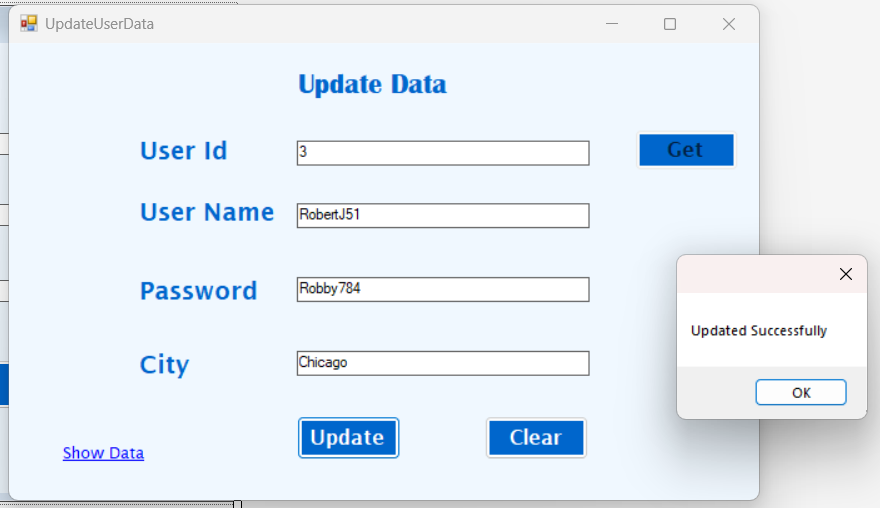 UpdateUserData
Update Data
User Id
3
Get
User Name
RobertJ51
Password
Robby784
City
Chicago
Updated Successfully
OK
Update
Clear
Show Data